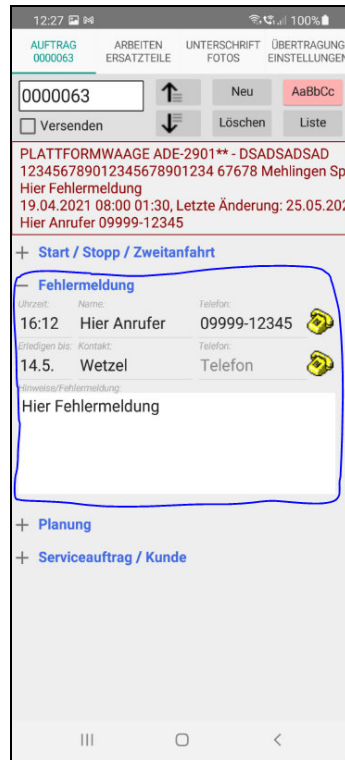 12:27 100%
AUFTRAG 0000063
ARBEITEN ERSATZTEILE
UNTERSCHRIFT FOTOS
ÜBERTRAGUNG EINSTELLUNGEN
0000063 Neu AaBbCc
Versenden Löschen Liste
PLATTFORMWAAGE ADE-2901** - DSADSADSAD
123456789012345678901234 67678 Mehlingen Sp
Hier Fehlermeldung
19.04.2021 08:00 01:30, Letzte Änderung: 25.05.202
Hier Anrufer 09999-12345
+ Start / Stopp / Zweitanfahrt
— Fehlermeldung
Uhrzeit: Name: Telefon:
16:12 Hier Anrufer 09999-12345
Erledigen bis: Kontakt: Telefon:
14.5. Wetzel Telefon
Hinweise/Fehlermeldung:
Hier Fehlermeldung
+ Planung
+ Serviceauftrag / Kunde